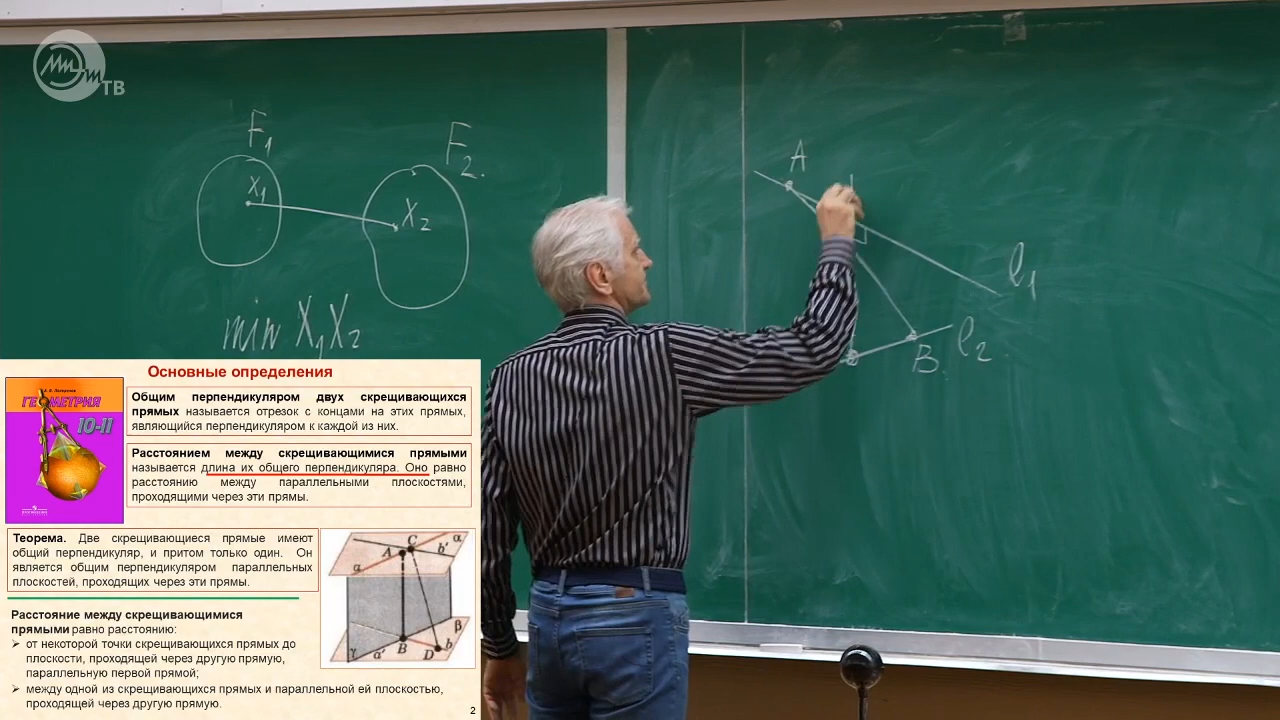 МИЭТ ТВ
F₁
F₂.
X₁
X₂
min X₁X₂
A
l₁
l₂
B
Основные определения
ГЕОМЕТРИЯ
10-11
Общим перпендикуляром двух скрещивающихся
прямых называется отрезок с концами на этих прямых,
являющийся перпендикуляром к каждой из них.
Расстоянием между скрещивающимися прямыми
называется длина их общего перпендикуляра. Оно равно
расстоянию между параллельными плоскостями,
проходящими через эти прямы.
Теорема. Две скрещивающиеся прямые имеют
общий перпендикуляр, и притом только один. Он
является общим перпендикуляром параллельных
плоскостей, проходящих через эти прямы.
Расстояние между скрещивающимися
прямыми равно расстоянию:
➢ от некоторой точки скрещивающихся прямых до
плоскости, проходящей через другую прямую,
параллельную первой прямой;
➢ между одной из скрещивающихся прямых и параллельной ей плоскостью,
проходящей через другую прямую.
A
C
α
b'
α
β
γ
a'
B
D
b
2